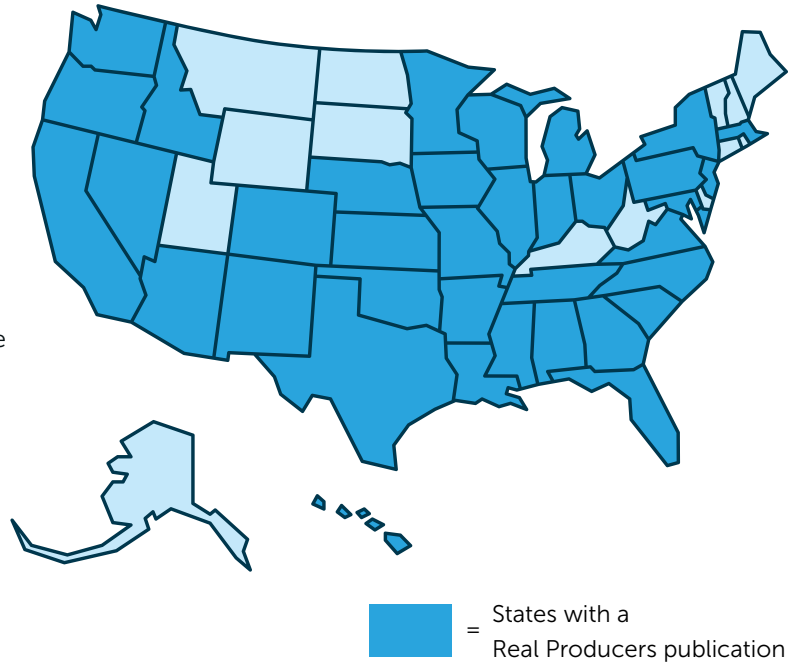 e
= States with a
Real Producers publication